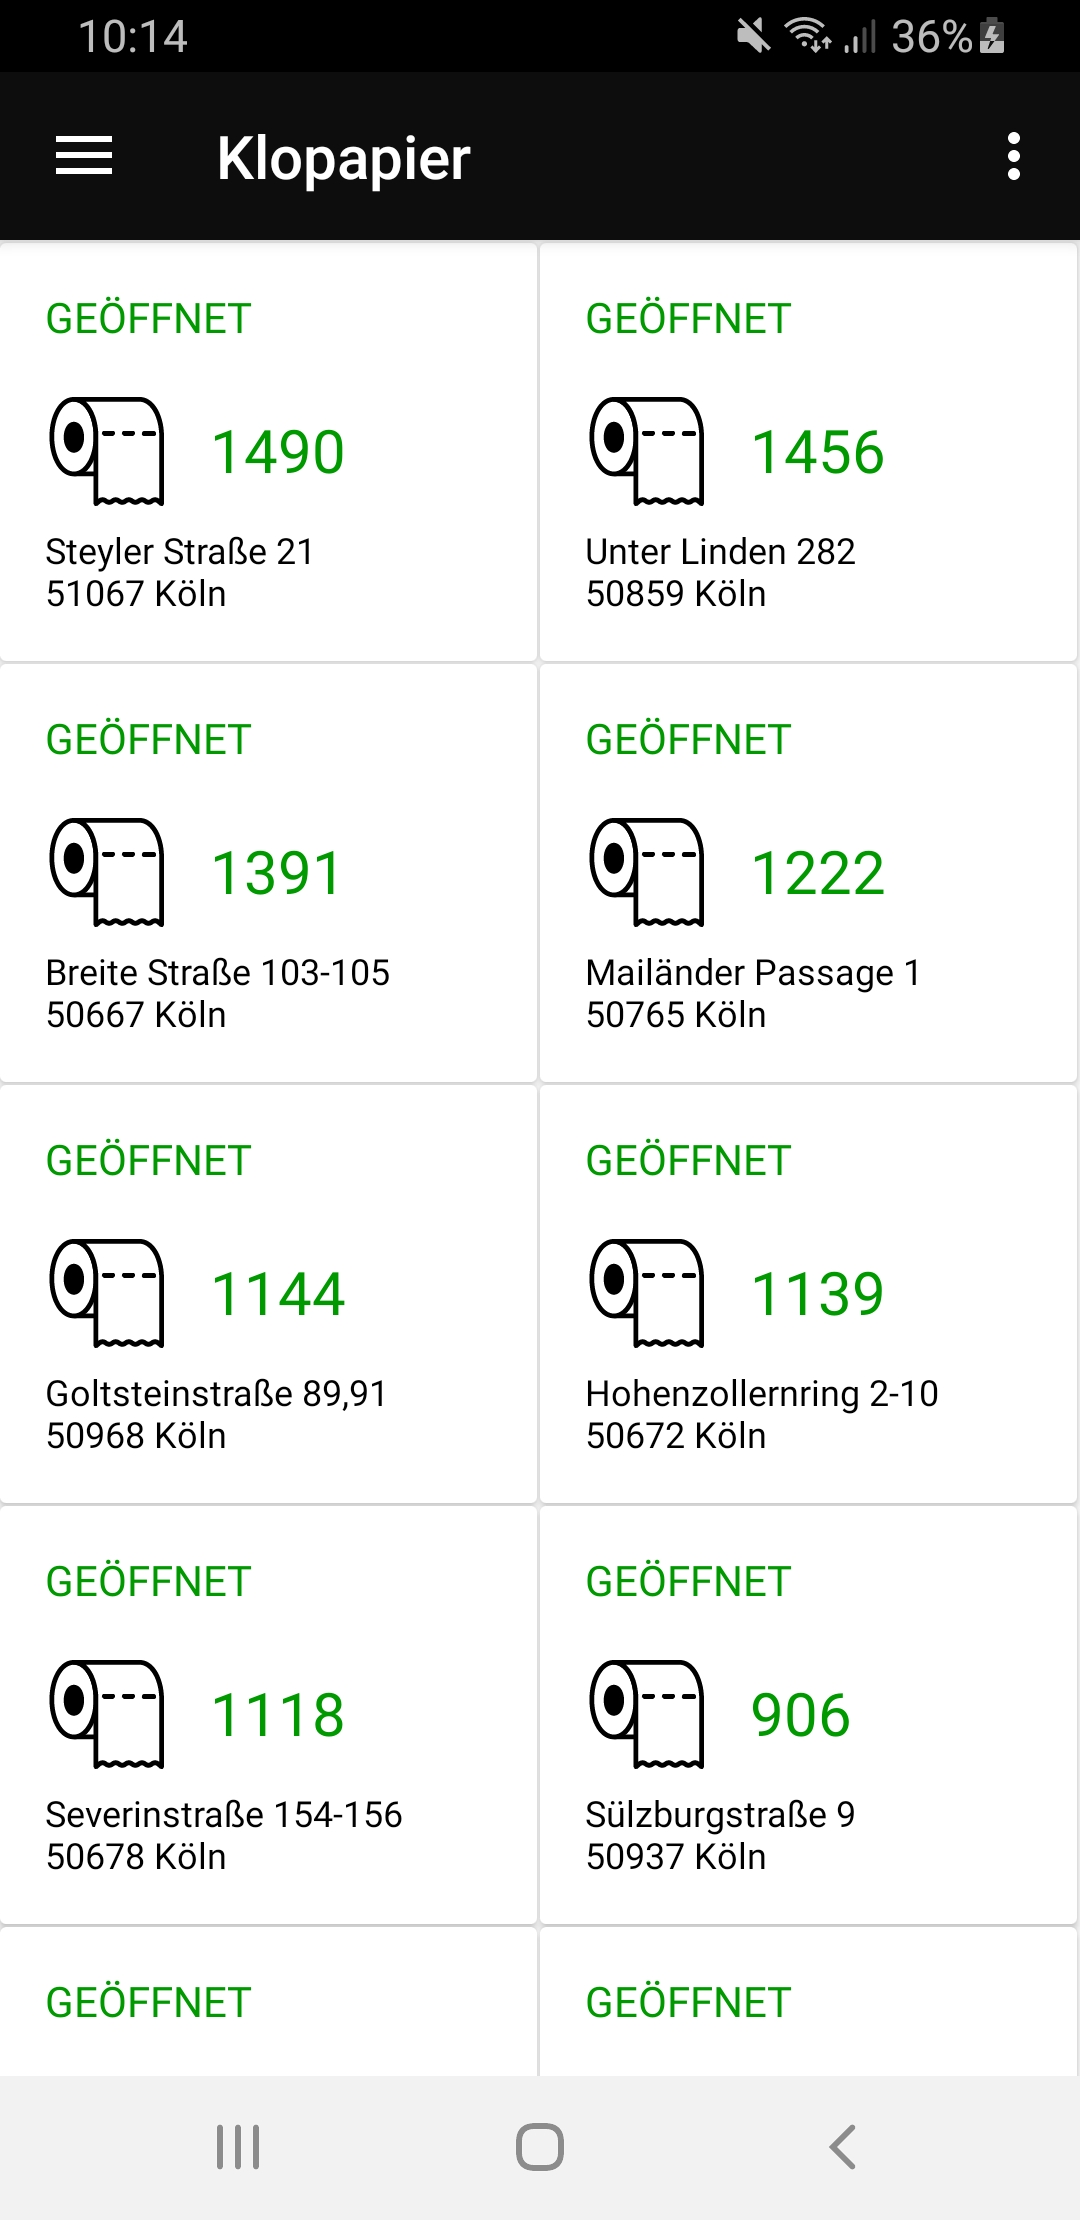 10:14
36%
Klopapier
GEÖFFNET
1490
Steyler Straße 21
51067 Köln
GEÖFFNET
1456
Unter Linden 282
50859 Köln
GEÖFFNET
1391
Breite Straße 103-105
50667 Köln
GEÖFFNET
1222
Mailänder Passage 1
50765 Köln
GEÖFFNET
1144
Goltsteinstraße 89,91
50968 Köln
GEÖFFNET
1139
Hohenzollernring 2-10
50672 Köln
GEÖFFNET
1118
Severinstraße 154-156
50678 Köln
GEÖFFNET
906
Sülzburgstraße 9
50937 Köln
GEÖFFNET
GEÖFFNET